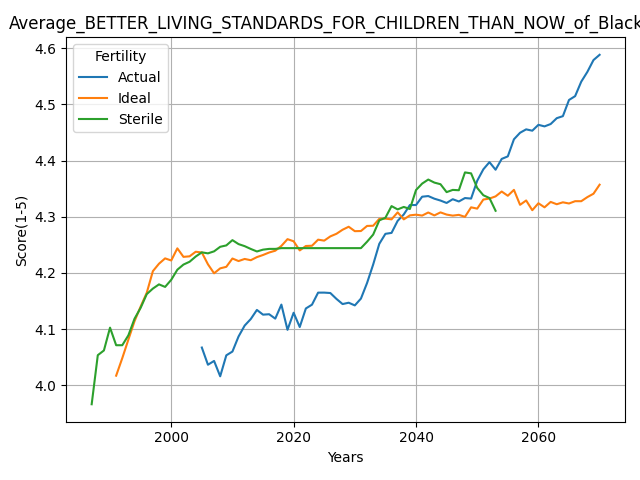 Average_BETTER_LIVING_STANDARDS_FOR_CHILDREN_THAN_NOW_of_Black
Fertility
Actual
Ideal
Sterile
Score(1-5)
4.6
4.5
4.4
4.3
4.2
4.1
4.0
2000 2020 2040 2060
Years